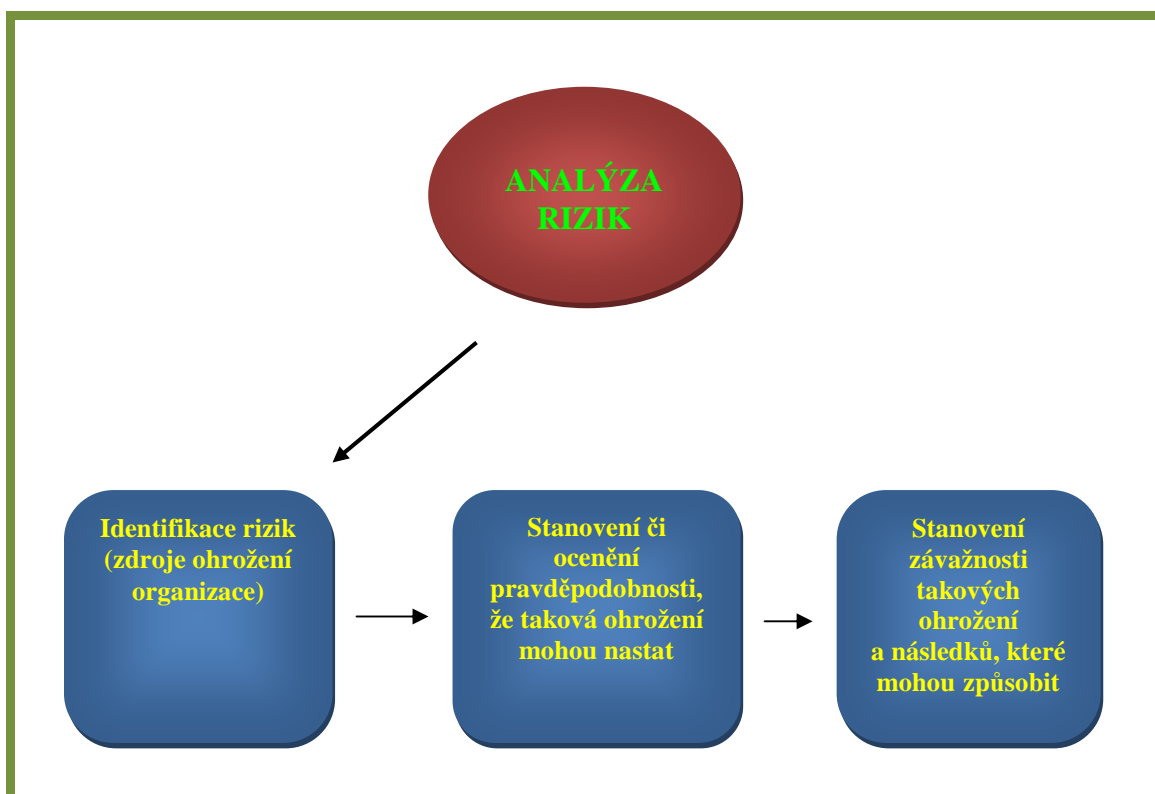 ANALÝZA
RIZIK
Identifikace rizik
(zdroje ohrožení
organizace)
Stanovení či
ocenění
pravděpodobnosti,
že taková ohrožení
mohou nastat
Stanovení
závažnosti
takových
ohrožení
a následků, které
mohou způsobit